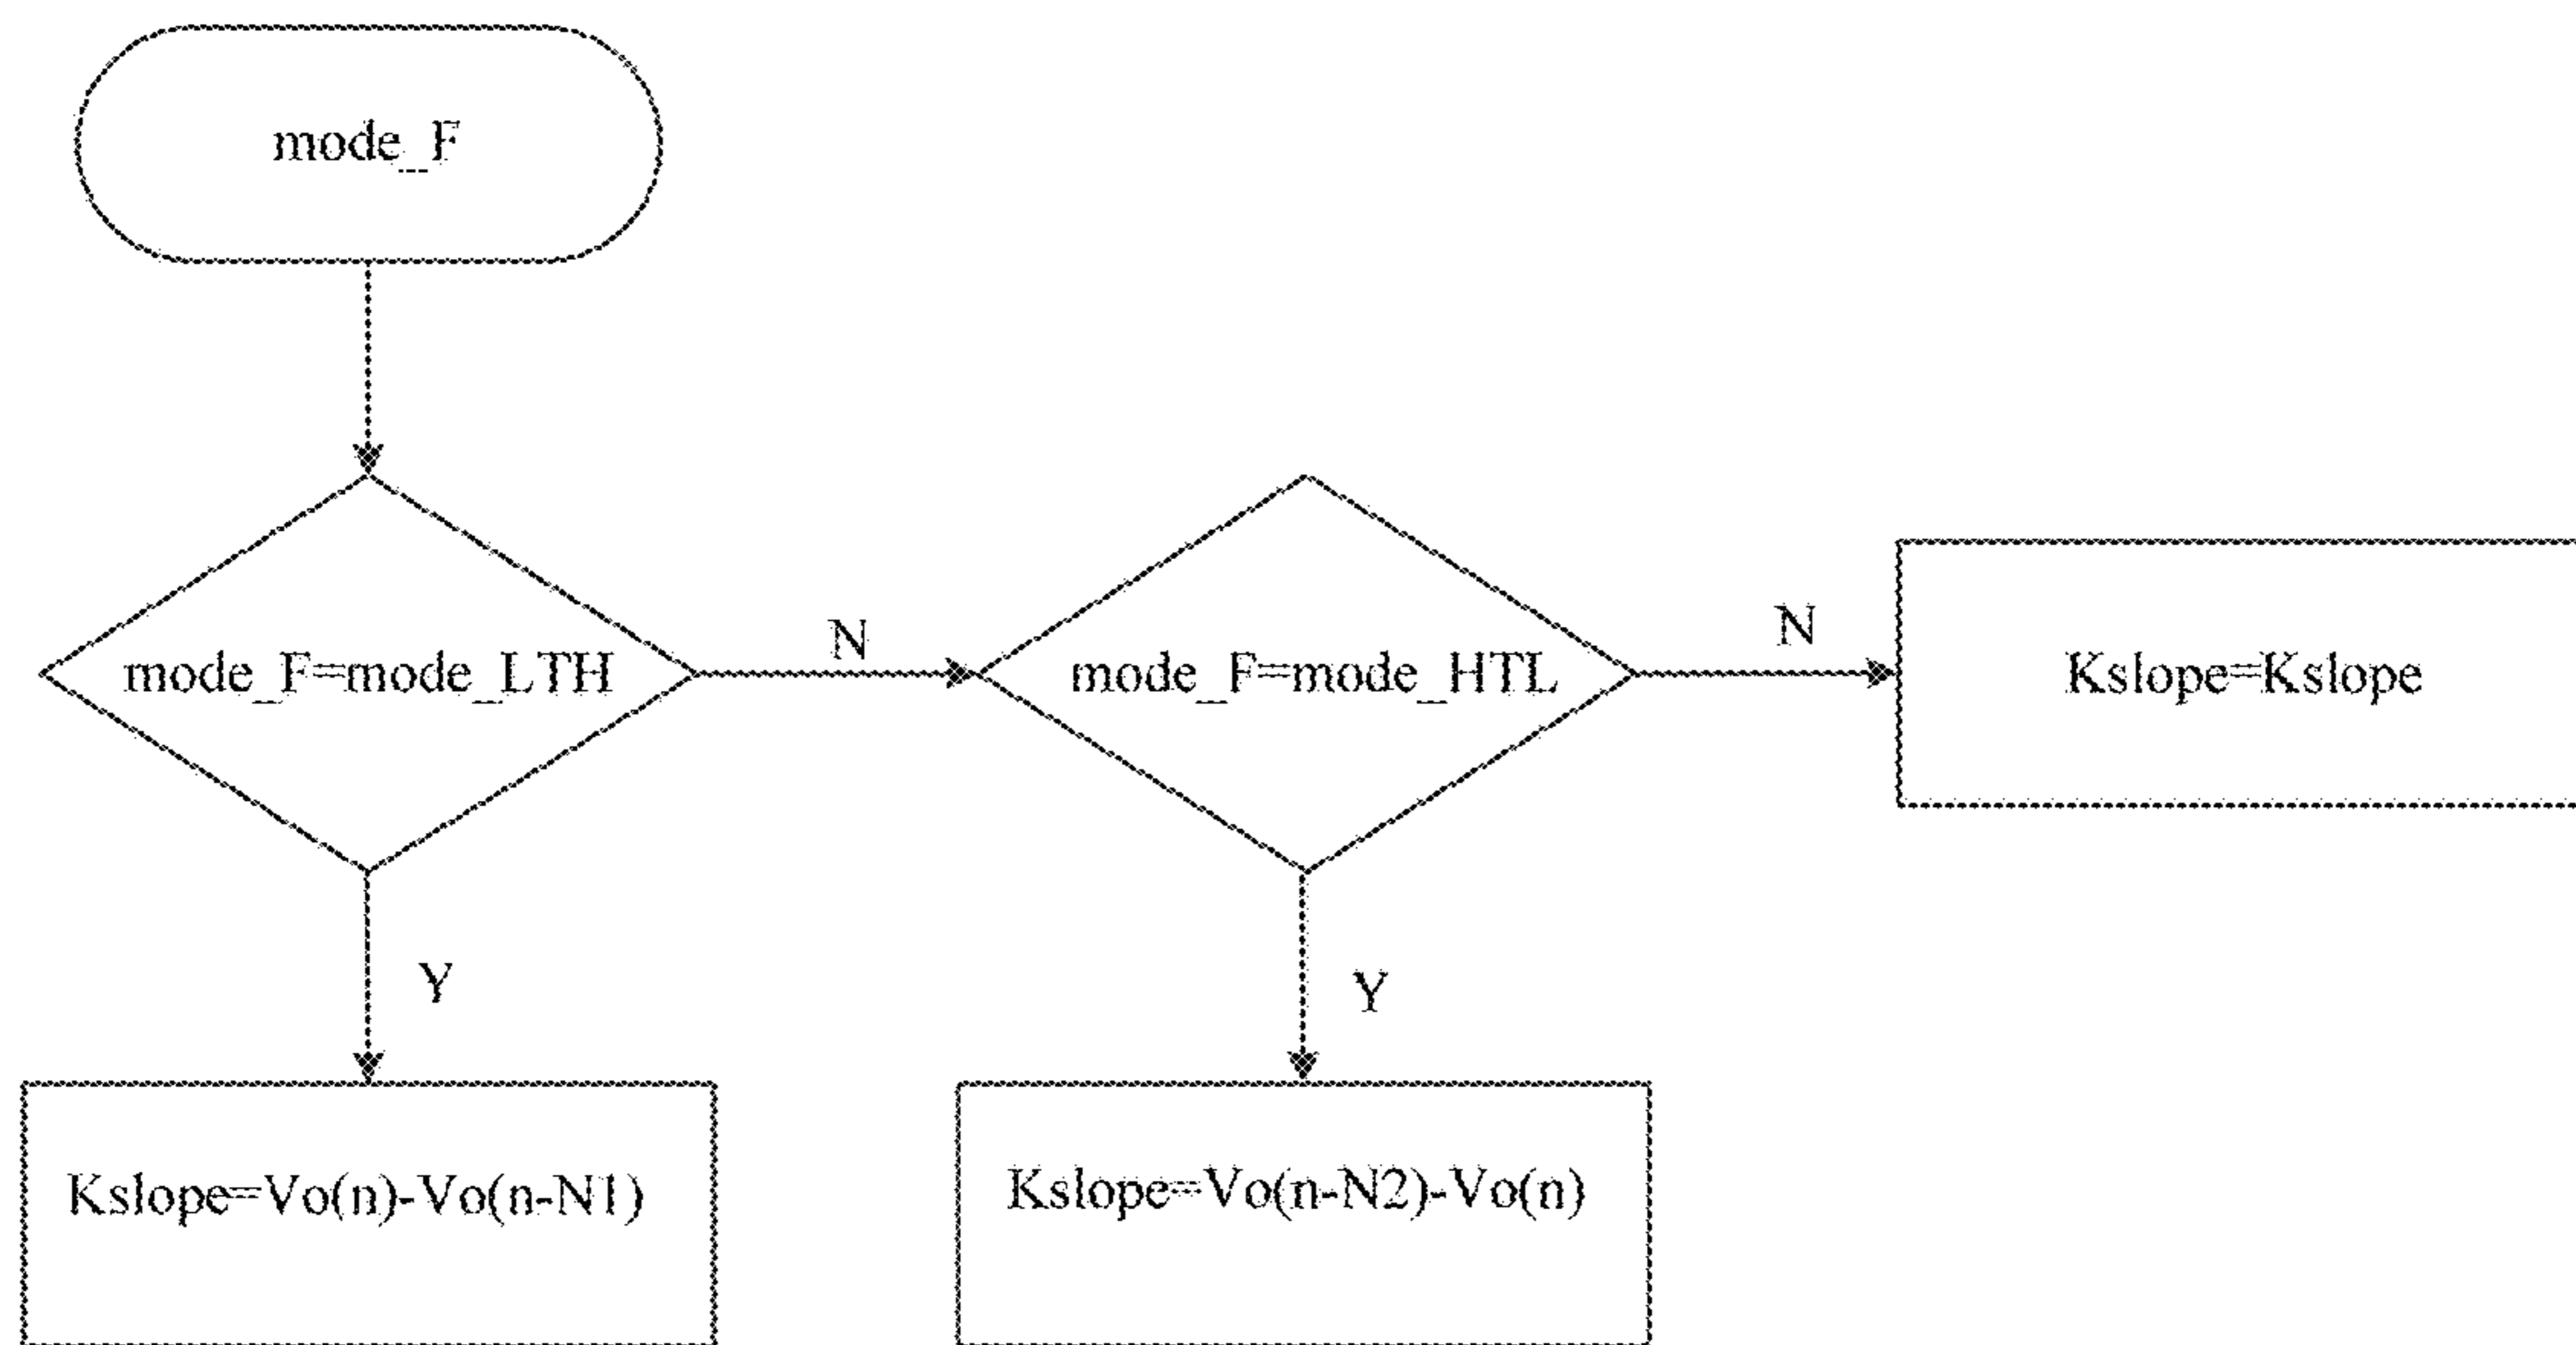 mode_F
mode_F=mode_LTH
N
mode_F=mode_HTL
N
Kslope=Kslope
Y
Y
Kslope=Vo(n)-Vo(n-N1)
Kslope=Vo(n-N2)-Vo(n)